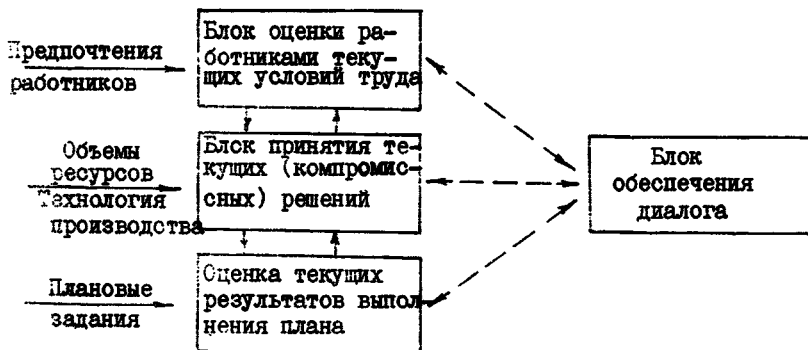 Предпочтения
работников
Блок оценки ра-
ботниками теку-
щих условий труда
Объемы
ресурсов
Технология
производства
Блок принятия те-
кущих (компромис-
сных) решений
Блок
обеспечения
диалога
Плановые
задания
Оценка текущих
результатов выпол-
нения плана